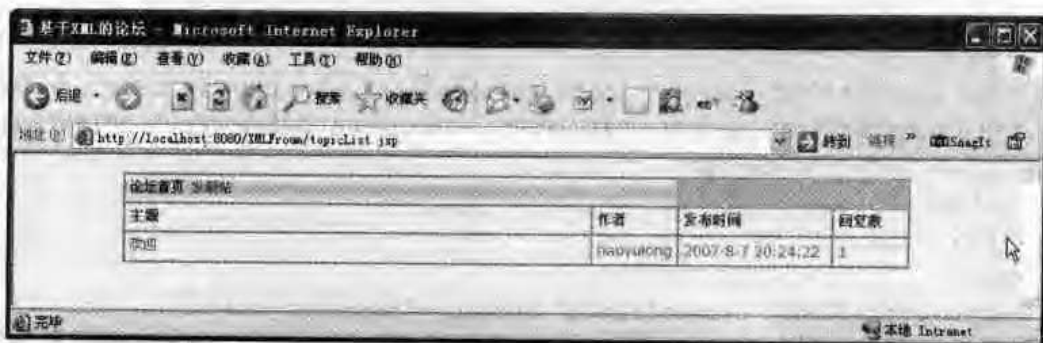 基于XML的论坛 - Microsoft Internet Explorer
文件(F) 编辑(E) 查看(V) 收藏(A) 工具(T) 帮助(H)
后退 搜索 收藏夹
地址(D) http://localhost:8080/XMLFroum/topicList.jsp 转到 链接 » SnagIt
论坛首页 发新帖
主题 作者 发布时间 回复数
欢迎 haoyulong 2007-8-7 20:24:22 1
完毕 本地 Intranet